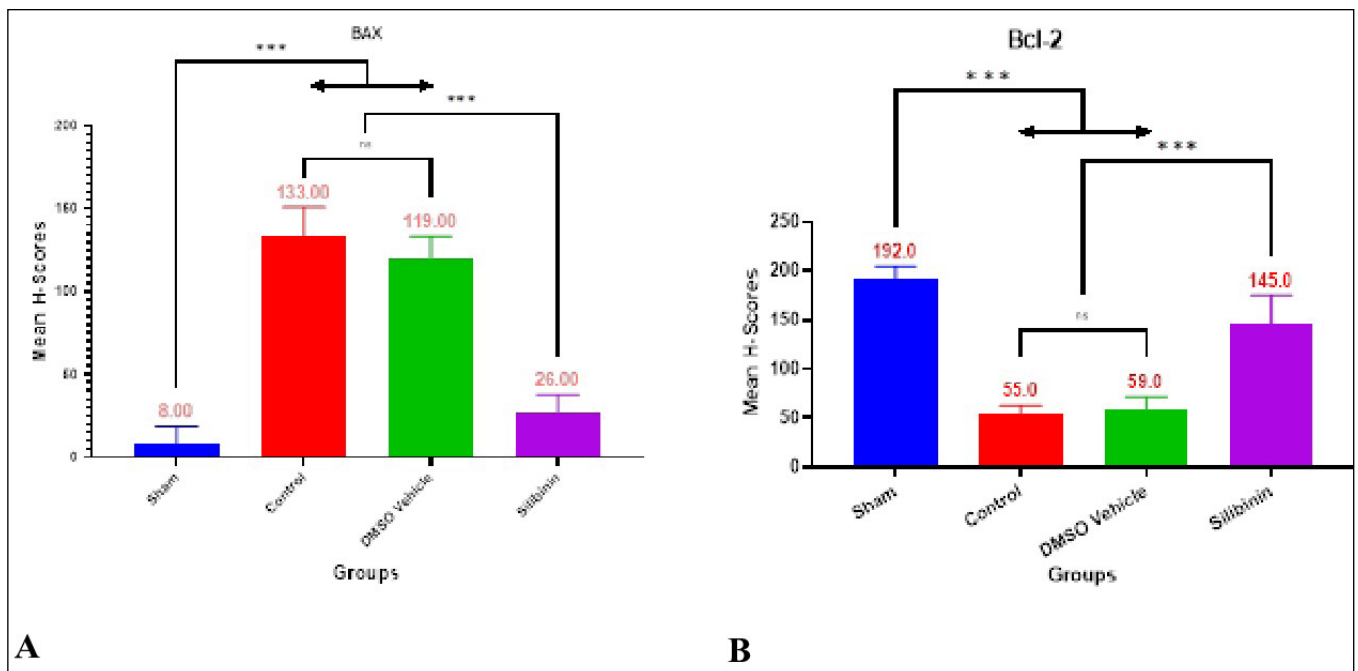 BAX
***
***
ns
200
150
100
50
0
Mean H-Scores
133.00
119.00
8.00
26.00
Sham
Control
DMSO Vehicle
Silibinin
Groups
A
Bcl-2
***
***
ns
250
200
150
100
50
0
Mean H-Scores
192.0
55.0
59.0
145.0
Sham
Control
DMSO Vehicle
Silibinin
Groups
B